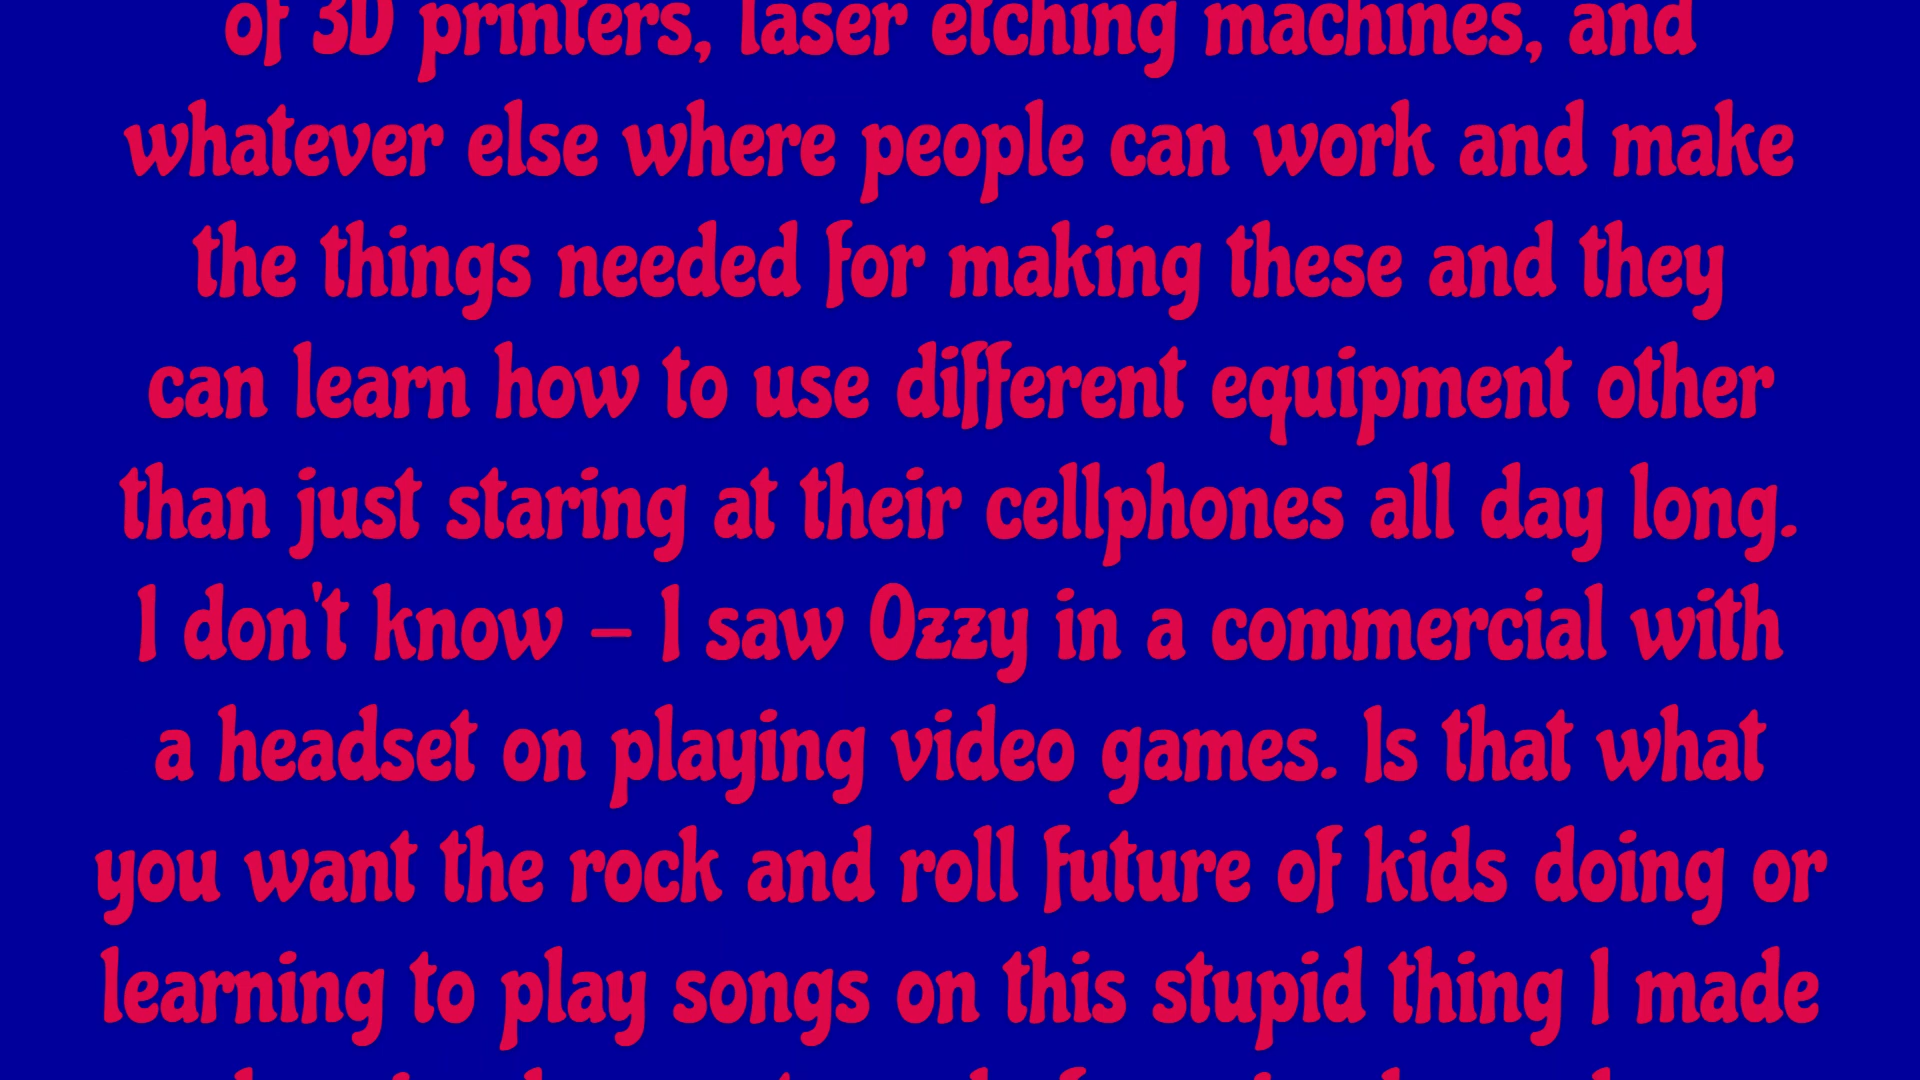 of 3D printers, laser etching machines, and
whatever else where people can work and make
the things needed for making these and they
can learn how to use different equipment other
than just staring at their cellphones all day long.
I don't know – I saw Ozzy in a commercial with
a headset on playing video games. Is that what
you want the rock and roll future of kids doing or
learning to play songs on this stupid thing I made